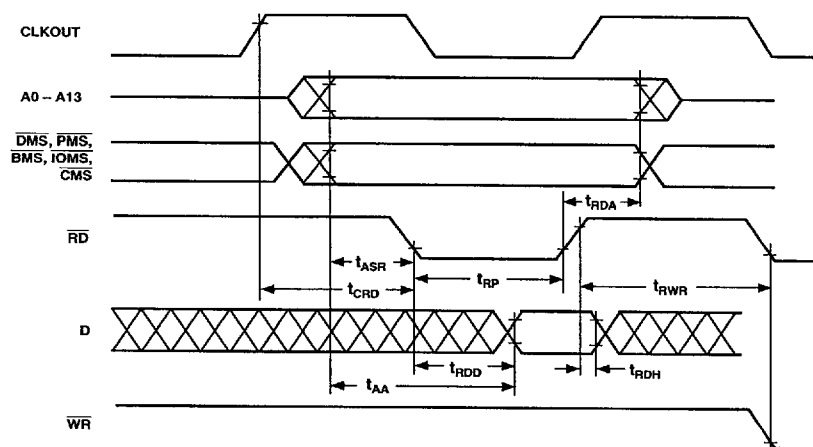 CLKOUT
A0 – A13
DMS, PMS,
BMS, IOMS,
CMS
tRDA
RD
tASR
tRP
tCRD
tRWR
D
tRDD
tRDH
tAA
WR